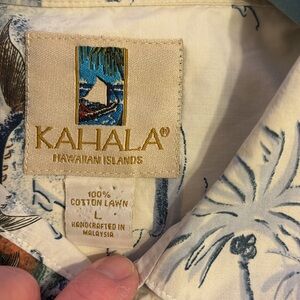 KAHALA®
HAWAIIAN ISLANDS
100%
COTTON LAWN
L
HANDCRAFTED IN
MALAYSIA